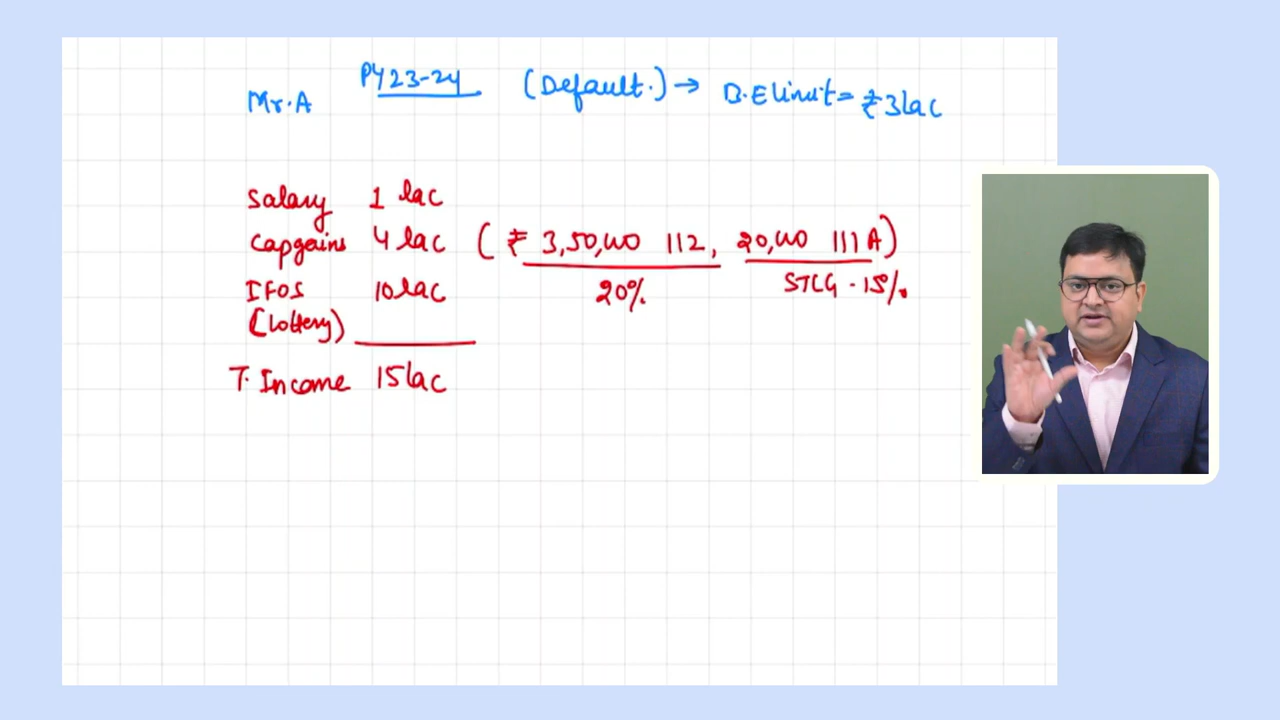 PY23-24
Mr.A
(Default.) → B.E limit = ₹3lac
Salary 1 lac
Capgains 4 lac (₹ 3,50,000 112, 20,000 111A)
20% STCG - 15%
IFOS 10lac
(Lottery)
T. Income 15lac